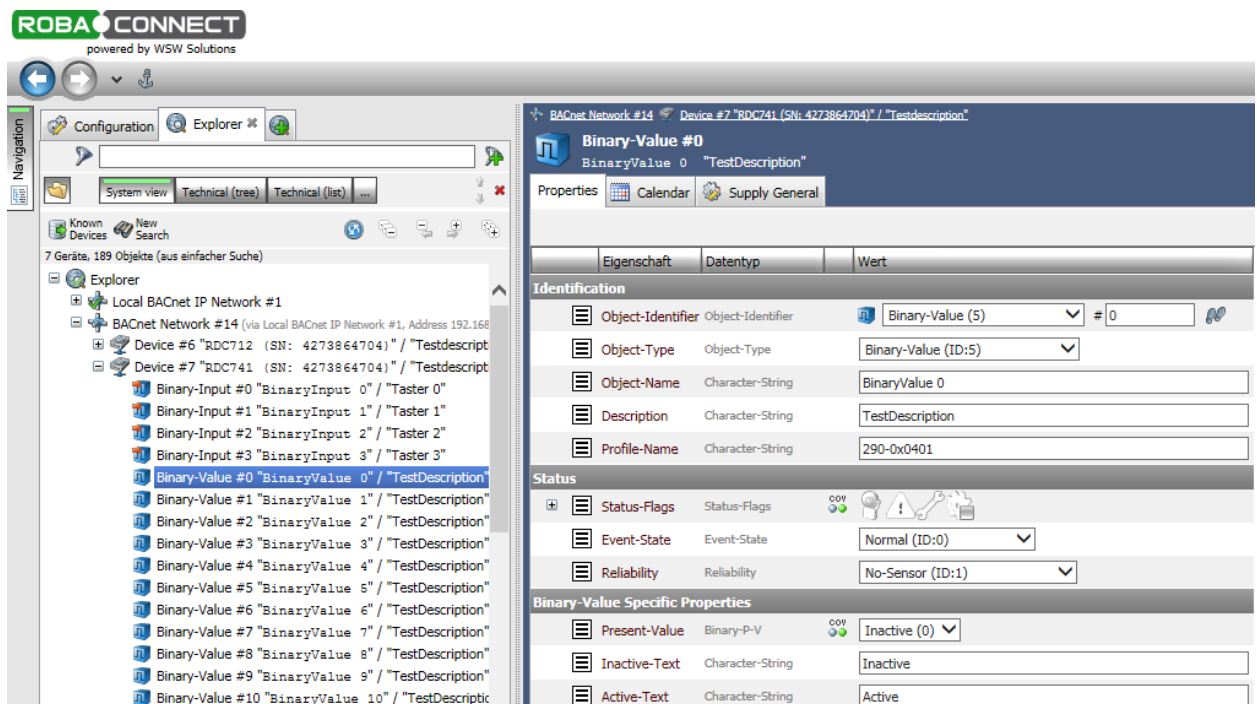 ROBA CONNECT
powered by WSW Solutions
Navigation
Configuration
Explorer
System view
Technical (tree)
Technical (list)
...
Known Devices
New Search
7 Geräte, 189 Objekte (aus einfacher Suche)
Explorer
Local BACnet IP Network #1
BACnet Network #14 (via Local BACnet IP Network #1, Address 192.168
Device #6 "RDC712 (SN: 4273864704)" / "Testdescript
Device #7 "RDC741 (SN: 4273864704)" / "Testdescript
Binary-Input #0 "BinaryInput 0" / "Taster 0"
Binary-Input #1 "BinaryInput 1" / "Taster 1"
Binary-Input #2 "BinaryInput 2" / "Taster 2"
Binary-Input #3 "BinaryInput 3" / "Taster 3"
Binary-Value #0 "BinaryValue 0" / "TestDescription"
Binary-Value #1 "BinaryValue 1" / "TestDescription"
Binary-Value #2 "BinaryValue 2" / "TestDescription"
Binary-Value #3 "BinaryValue 3" / "TestDescription"
Binary-Value #4 "BinaryValue 4" / "TestDescription"
Binary-Value #5 "BinaryValue 5" / "TestDescription"
Binary-Value #6 "BinaryValue 6" / "TestDescription"
Binary-Value #7 "BinaryValue 7" / "TestDescription"
Binary-Value #8 "BinaryValue 8" / "TestDescription"
Binary-Value #9 "BinaryValue 9" / "TestDescription"
Binary-Value #10 "BinaryValue 10" / "TestDescriptic
BACnet Network #14 Device #7 "RDC741 (SN: 4273864704)" / "Testdescription"
Binary-Value #0
BinaryValue 0 "TestDescription"
Properties
Calendar
Supply General
Eigenschaft Datentyp Wert
Identification
Object-Identifier Object-Identifier Binary-Value (5) # 0
Object-Type Object-Type Binary-Value (ID:5)
Object-Name Character-String BinaryValue 0
Description Character-String TestDescription
Profile-Name Character-String 290-0x0401
Status
Status-Flags Status-Flags COV
Event-State Event-State Normal (ID:0)
Reliability Reliability No-Sensor (ID:1)
Binary-Value Specific Properties
Present-Value Binary-P-V COV Inactive (0)
Inactive-Text Character-String Inactive
Active-Text Character-String Active